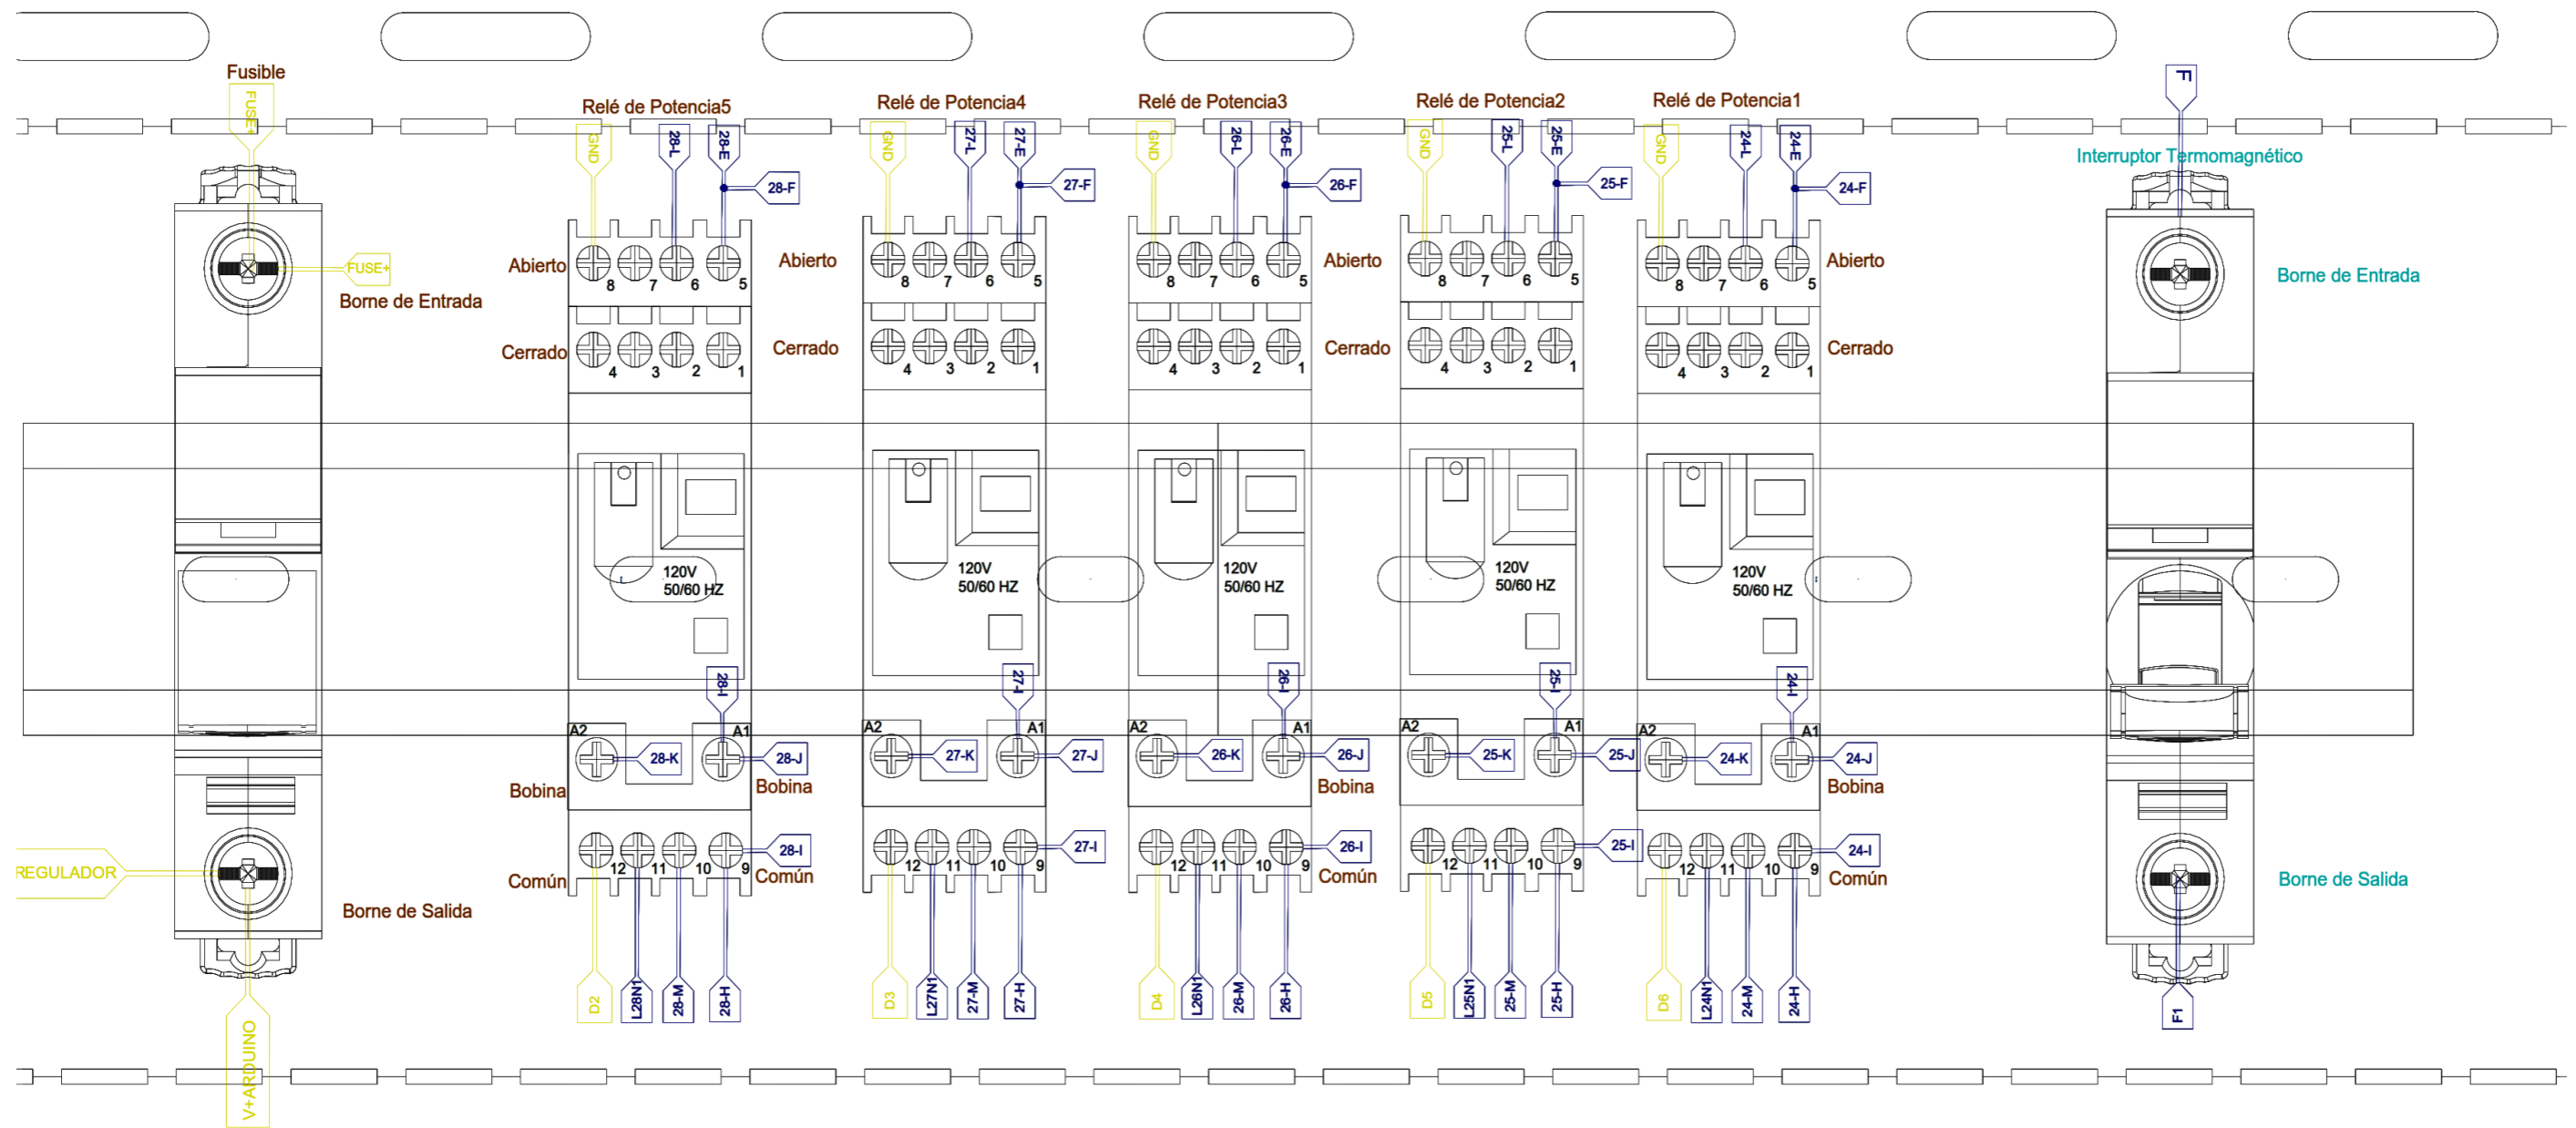 Fusible
FUSE+
FUSE+
Borne de Entrada
REGULADOR
Borne de Salida
V+ARDUINO
Relé de Potencia5
GND
28-L
28-E
28-F
Abierto
8 7 6 5
Cerrado
4 3 2 1
120V
50/60 HZ
28-I
A2 A1
28-K
28-J
Bobina
Bobina
28-I
12 11 10 9
Común
Común
D2
L28N1
28-M
28-H
Relé de Potencia4
GND
27-L
27-E
27-F
Abierto
8 7 6 5
Cerrado
4 3 2 1
120V
50/60 HZ
27-I
A2 A1
27-K
27-J
27-I
12 11 10 9
D3
L27N1
27-M
27-H
Relé de Potencia3
GND
26-L
26-E
26-F
Abierto
8 7 6 5
Cerrado
4 3 2 1
120V
50/60 HZ
26-I
A2 A1
26-K
26-J
Bobina
26-I
12 11 10 9
Común
D4
L26N1
26-M
26-H
Relé de Potencia2
GND
25-L
25-E
25-F
8 7 6 5
4 3 2 1
120V
50/60 HZ
25-I
A2 A1
25-K
25-J
25-I
12 11 10 9
D5
L25N1
25-M
25-H
Relé de Potencia1
GND
24-L
24-E
24-F
Abierto
8 7 6 5
Cerrado
4 3 2 1
120V
50/60 HZ
24-I
A2 A1
24-K
24-J
Bobina
24-I
12 11 10 9
Común
D6
L24N1
24-M
24-H
F
Interruptor Termomagnético
Borne de Entrada
Borne de Salida
F1